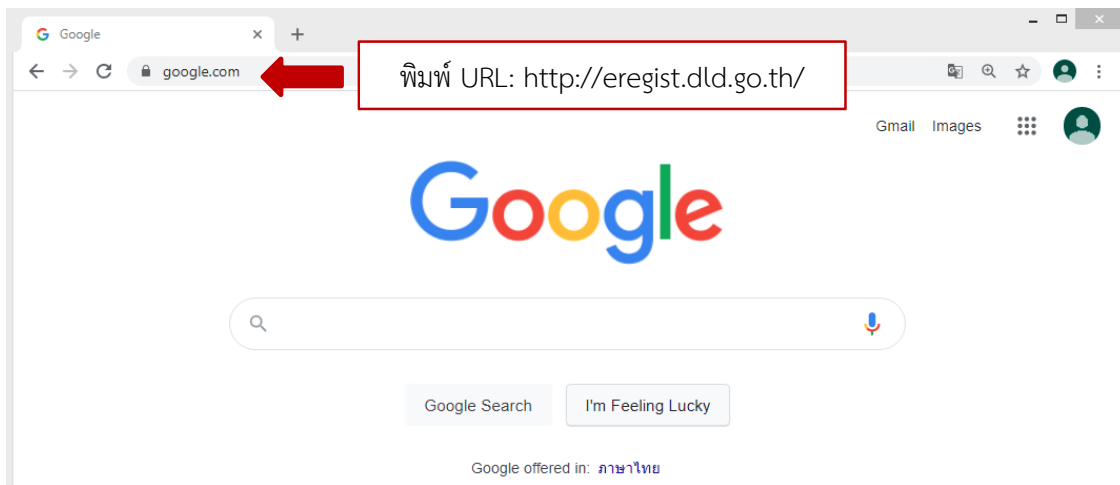 Google
google.com
พิมพ์ URL: http://eregist.dld.go.th/
Gmail Images
Google
Google Search I'm Feeling Lucky
Google offered in: ภาษาไทย